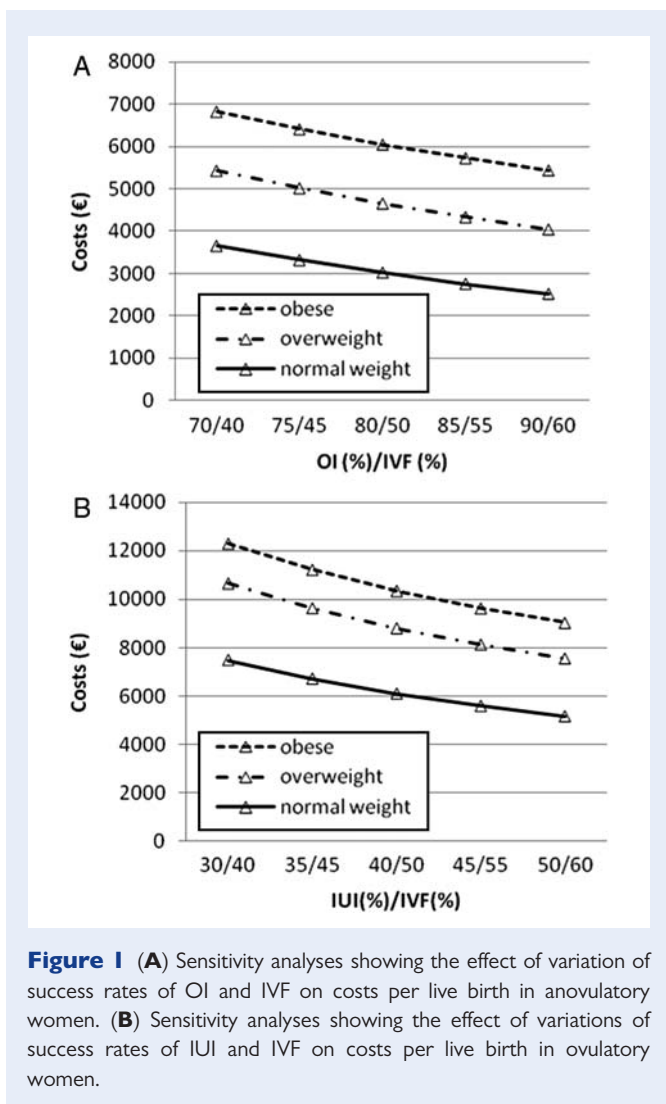 A
8000
7000
6000
5000
4000
3000
2000
1000
0
Costs (€)
obese
overweight
normal weight
70/40 75/45 80/50 85/55 90/60
OI (%)/IVF (%)
B
14000
12000
10000
8000
6000
4000
2000
0
Costs (€)
obese
overweight
normal weight
30/40 35/45 40/50 45/55 50/60
IUI(%)/IVF(%)
Figure 1 (A) Sensitivity analyses showing the effect of variation of
success rates of OI and IVF on costs per live birth in anovulatory
women. (B) Sensitivity analyses showing the effect of variations of
success rates of IUI and IVF on costs per live birth in ovulatory
women.